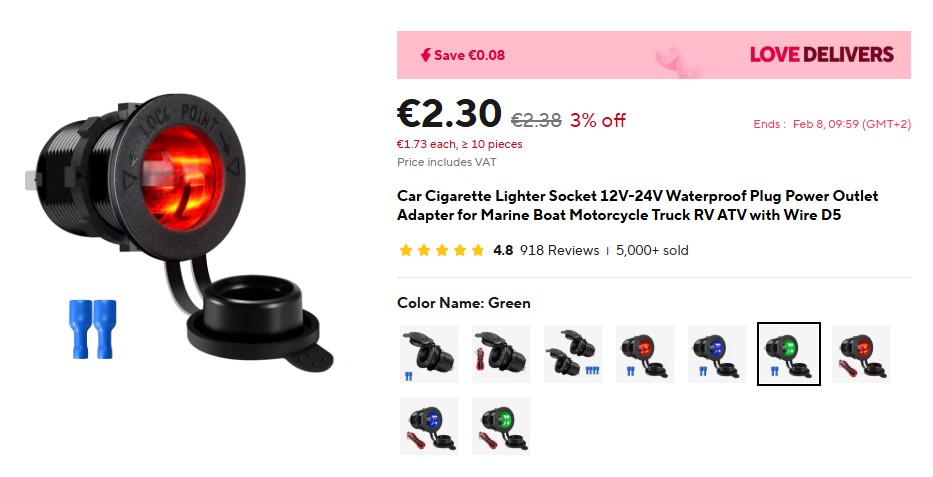 Save €0.08
LOVE DELIVERS
€2.30 €2.38 3% off
Ends : Feb 8, 09:59 (GMT+2)
€1.73 each, ≥ 10 pieces
Price includes VAT
Car Cigarette Lighter Socket 12V-24V Waterproof Plug Power Outlet
Adapter for Marine Boat Motorcycle Truck RV ATV with Wire D5
4.8 918 Reviews | 5,000+ sold
Color Name: Green
LOCK POINT